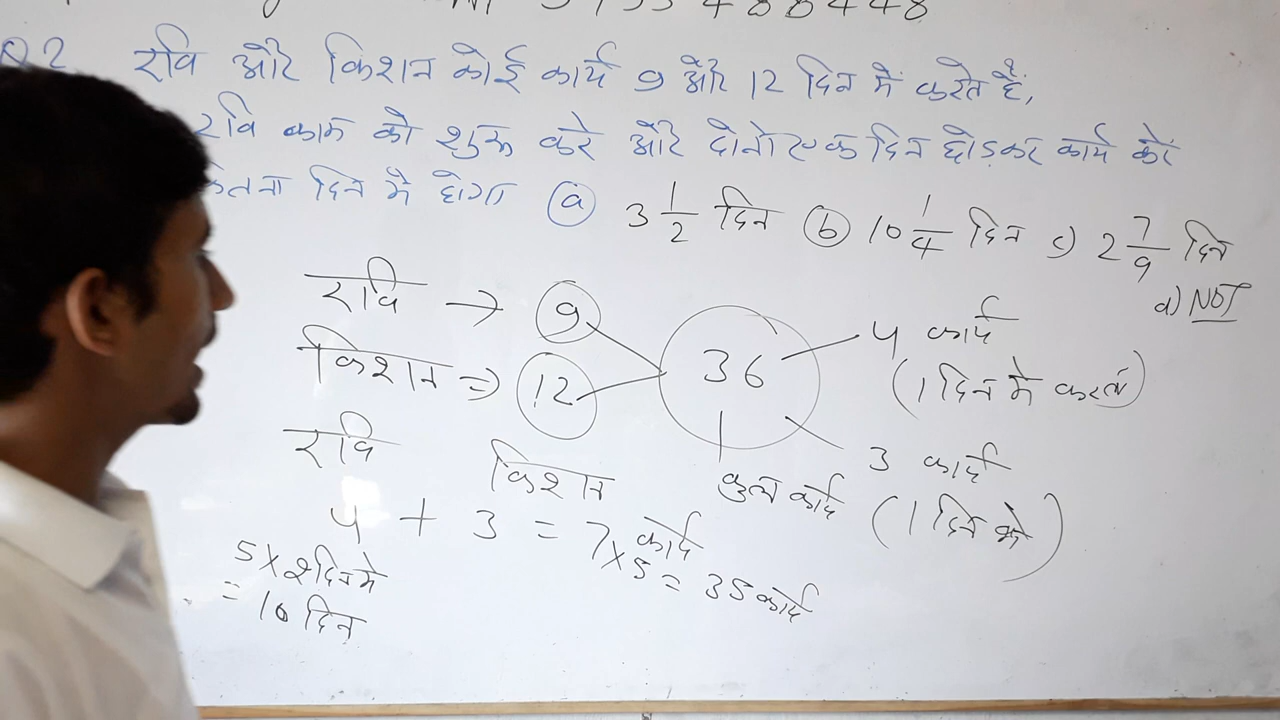 Q2 रवि और किशन कोई कार्य 9 और 12 दिन में करते हैं,
रवि काम को शुरू करे और दोनो एक दिन छोड़कर कार्य करे
दिन में होगा (a) 3 1/2 दिन (b) 10 1/4 दिन c) 2 7/9 दिन
d) NOT
रवि → 9
36
4 कार्य
(1 दिन मे करता)
किशन ⇒ 12
3 कार्य
(1 दिन मे)
कुल कार्य
रवि किशन
4 + 3 = 7 कार्य
×5 = 35 कार्य
5×2 दिन मे
= 10 दिन